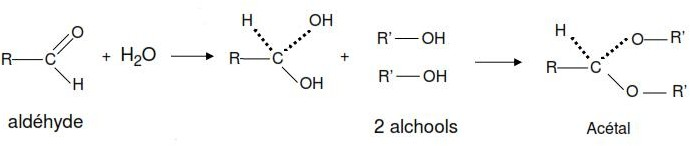 O
R C + H₂O
H
H OH
R C +
OH
R' OH
R' OH
H O R'
R C
O R'
aldéhyde
2 alchools
Acétal